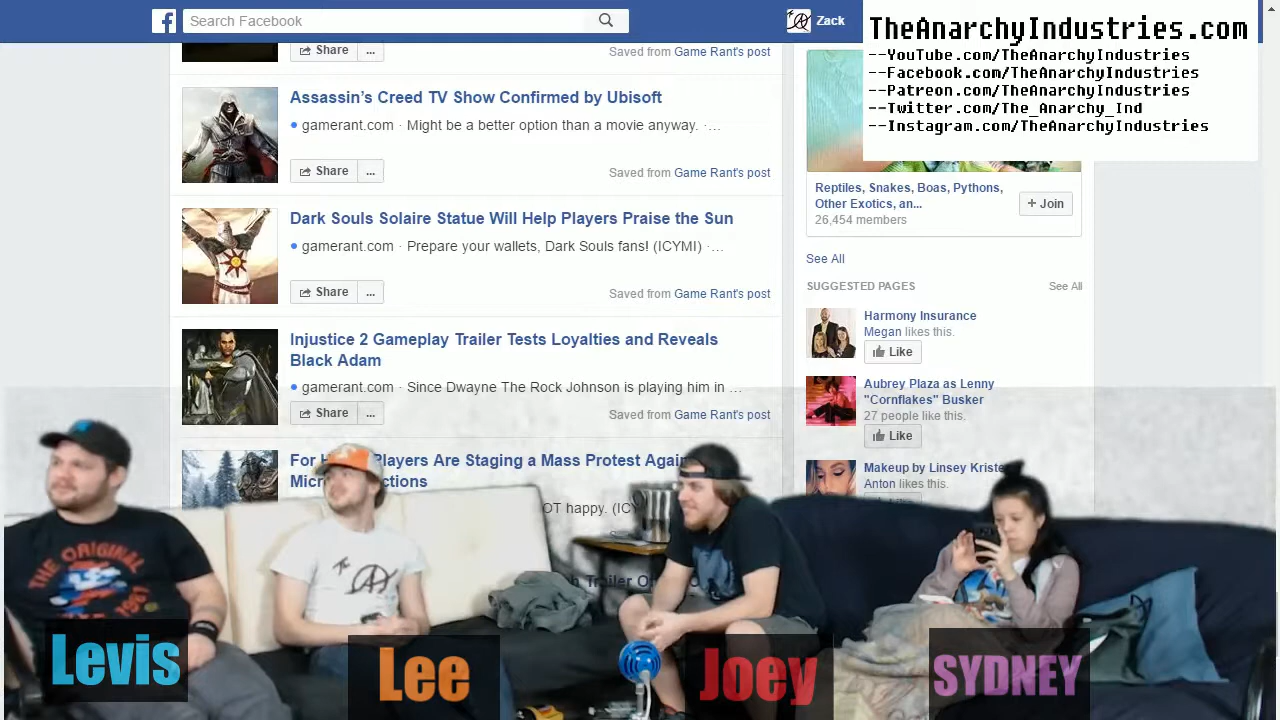 Search Facebook
Zack
TheAnarchyIndustries.com
--YouTube.com/TheAnarchyIndustries
--Facebook.com/TheAnarchyIndustries
--Patreon.com/TheAnarchyIndustries
--Twitter.com/The_Anarchy_Ind
--Instagram.com/TheAnarchyIndustries
Share ...
Saved from Game Rant's post
Assassin's Creed TV Show Confirmed by Ubisoft
gamerant.com · Might be a better option than a movie anyway. ·...
Share ...
Saved from Game Rant's post
Dark Souls Solaire Statue Will Help Players Praise the Sun
gamerant.com · Prepare your wallets, Dark Souls fans! (ICYMI) ·...
Share ...
Saved from Game Rant's post
Injustice 2 Gameplay Trailer Tests Loyalties and Reveals
Black Adam
gamerant.com · Since Dwayne The Rock Johnson is playing him in ...
Share ...
Saved from Game Rant's post
For Players Are Staging a Mass Protest
Reptiles, Snakes, Boas, Pythons,
Other Exotics, an...
26,454 members
+ Join
See All
SUGGESTED PAGES
See All
Harmony Insurance
Megan likes this.
Like
Aubrey Plaza as Lenny
"Cornflakes" Busker
27 people like this.
Like
Makeup by Linsey
Anton likes this.
Trailer
THE ORIGINAL
Levis
Lee
Joey
SYDNEY